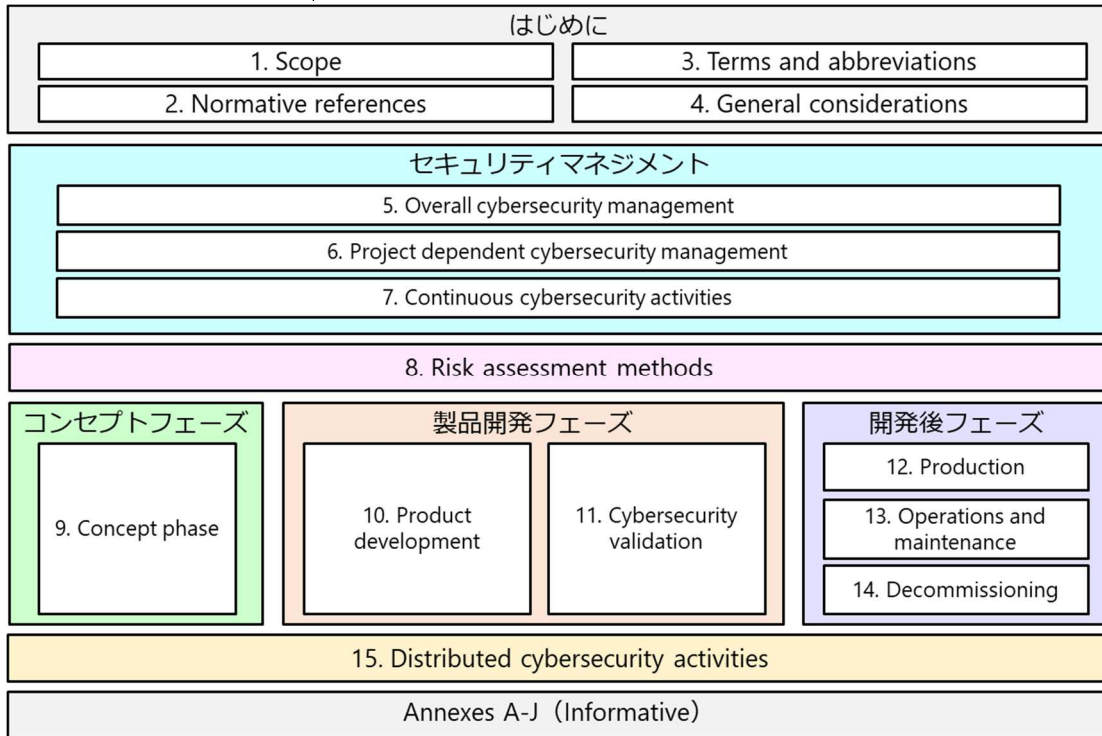 はじめに
1. Scope
3. Terms and abbreviations
2. Normative references
4. General considerations
セキュリティマネジメント
5. Overall cybersecurity management
6. Project dependent cybersecurity management
7. Continuous cybersecurity activities
8. Risk assessment methods
コンセプトフェーズ
9. Concept phase
製品開発フェーズ
10. Product
development
11. Cybersecurity
validation
開発後フェーズ
12. Production
13. Operations and
maintenance
14. Decommissioning
15. Distributed cybersecurity activities
Annexes A-J（Informative）